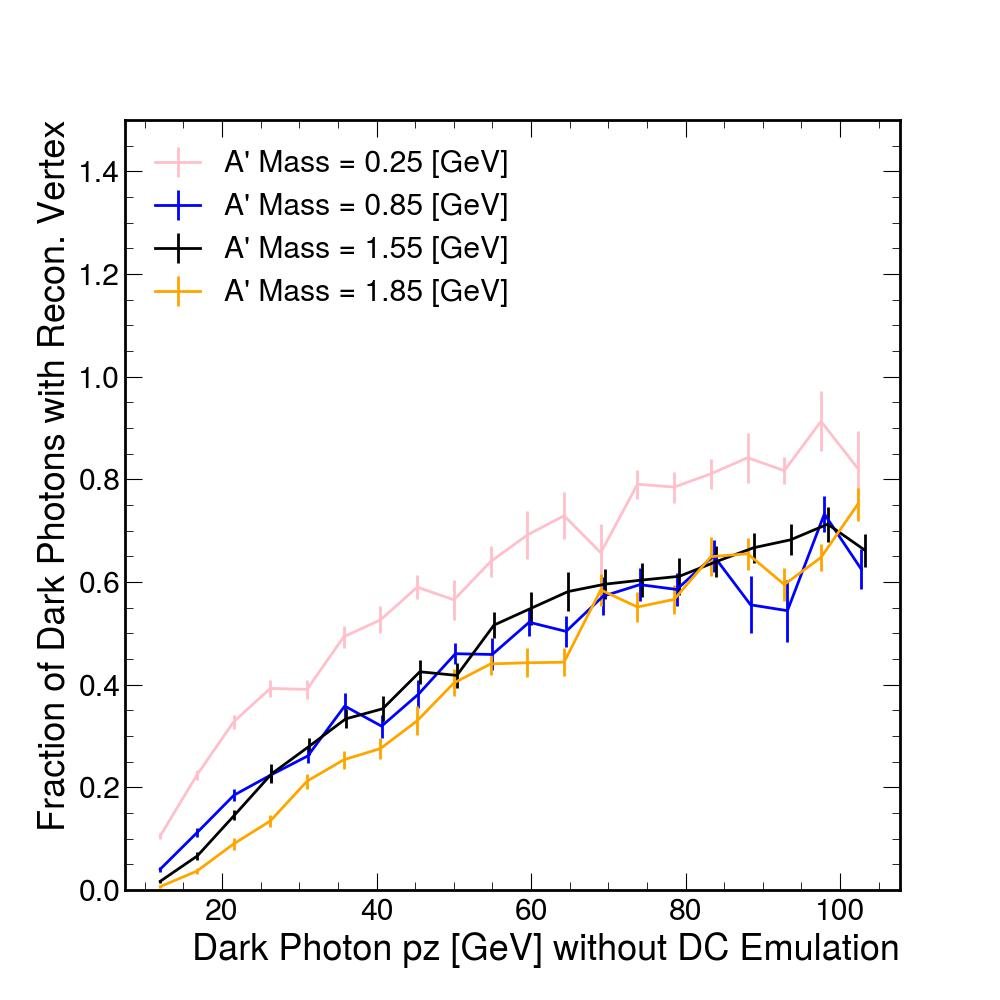 Fraction of Dark Photons with Recon. Vertex
1.4
1.2
1.0
0.8
0.6
0.4
0.2
0.0
A' Mass = 0.25 [GeV]
A' Mass = 0.85 [GeV]
A' Mass = 1.55 [GeV]
A' Mass = 1.85 [GeV]
20 40 60 80 100
Dark Photon pz [GeV] without DC Emulation